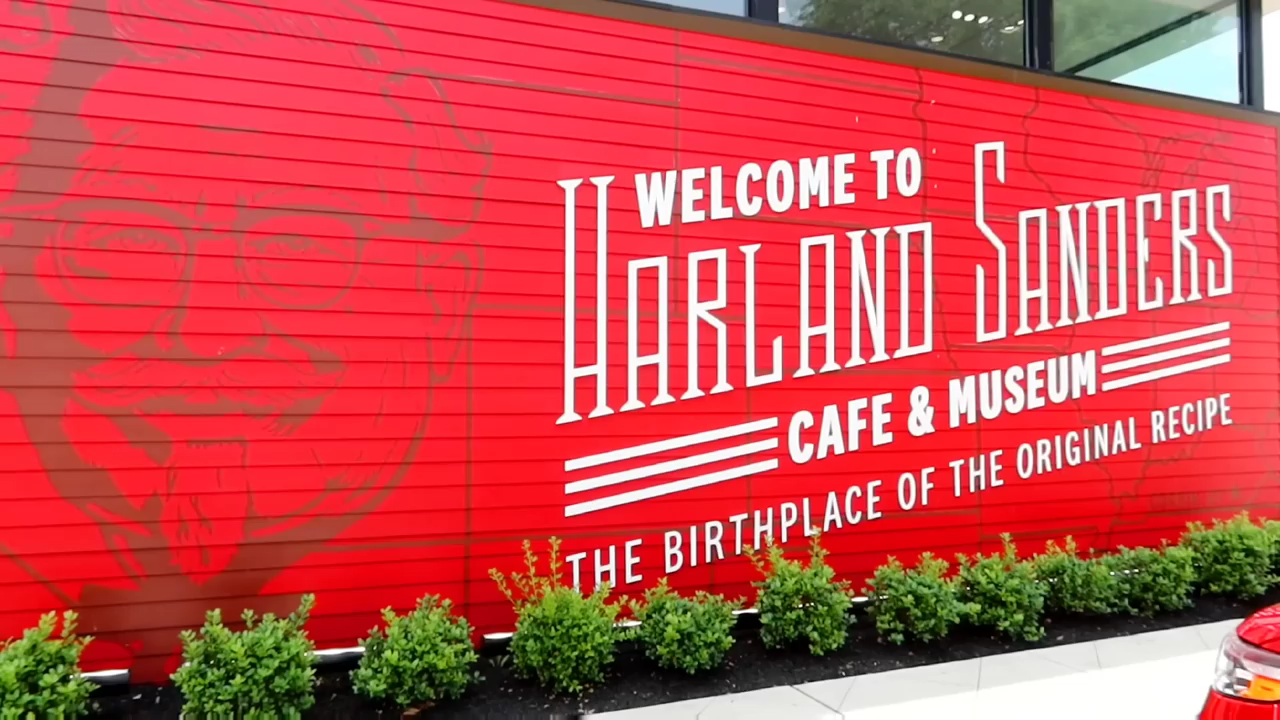 WELCOME TO
HARLAND SANDERS
CAFE & MUSEUM
THE BIRTHPLACE OF THE ORIGINAL RECIPE